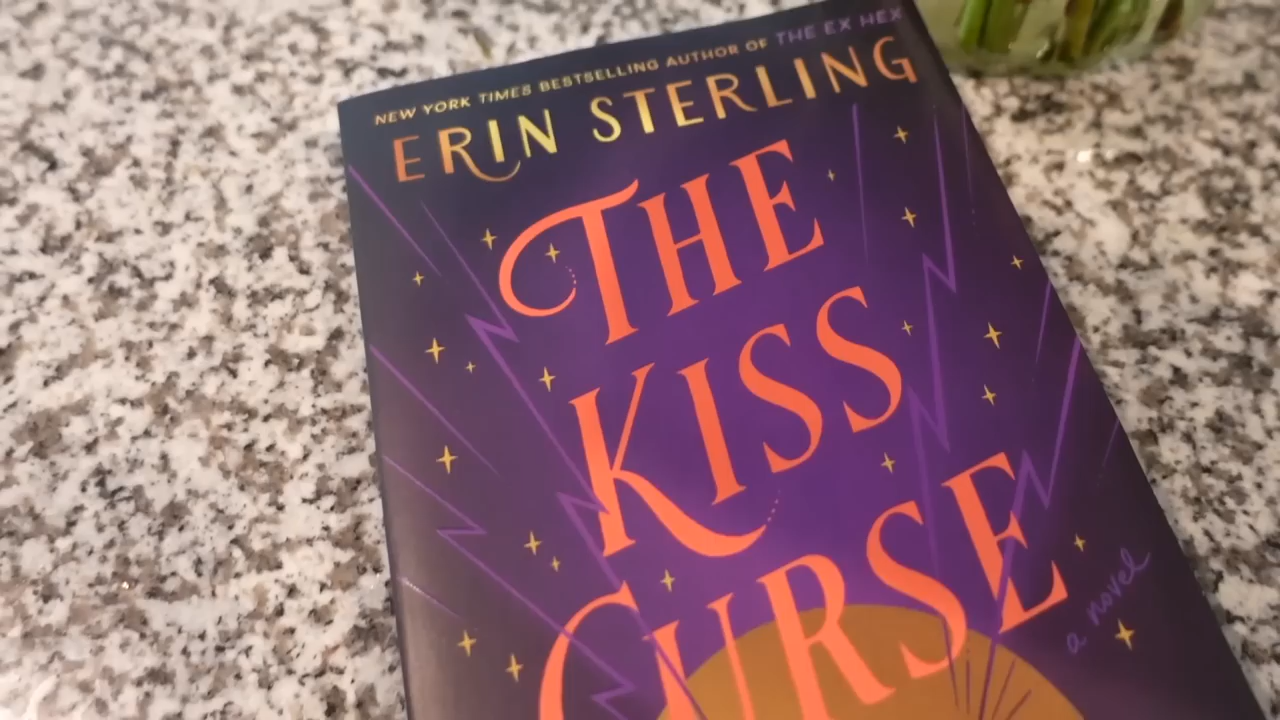 NEW YORK TIMES BESTSELLING AUTHOR OF THE EX HEX
ERIN STERLING
THE
KISS
CURSE
a novel